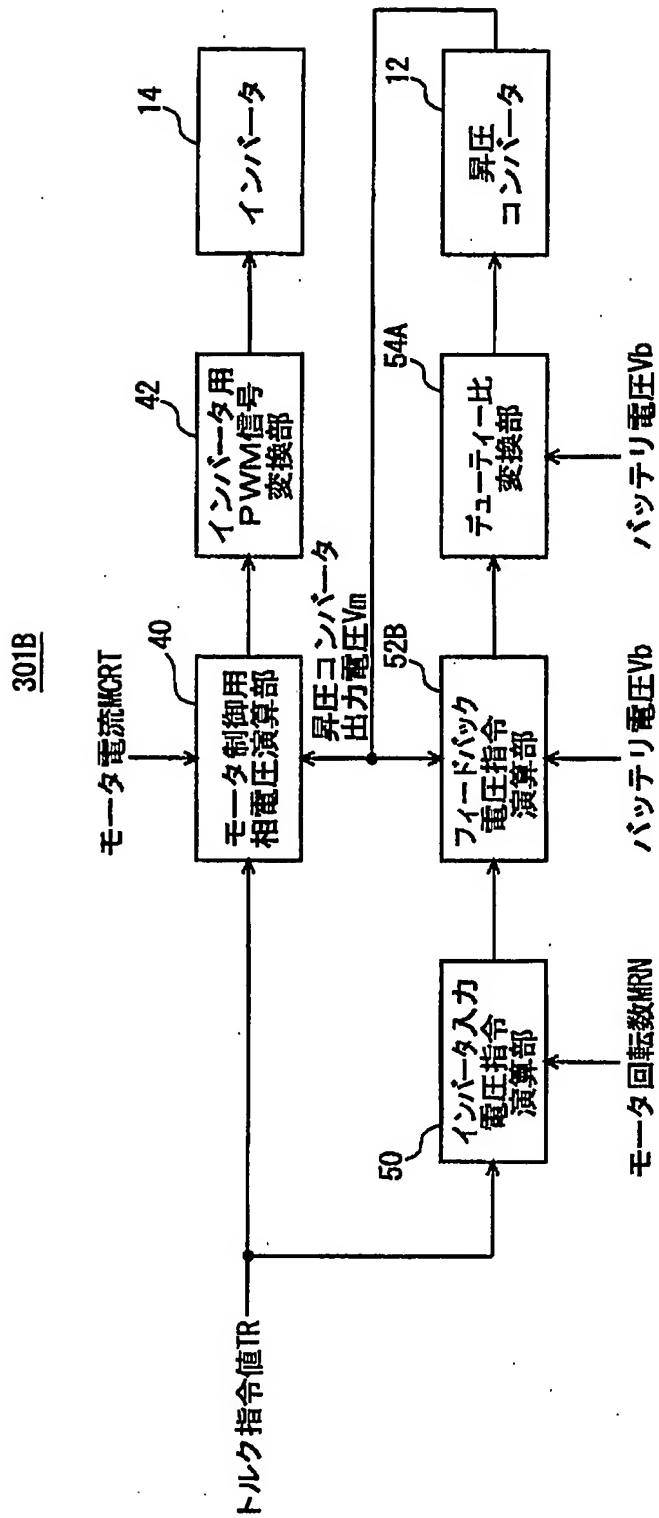 301B
モータ電流MCRT
40
モータ制御用
相電圧演算部
42
インバータ用
PWM信号
変換部
14
インバータ
トルク指令値TR
昇圧コンバータ
出力電圧Vm
50
インバータ入力
電圧指令
演算部
52B
フィードバック
電圧指令
演算部
54A
デューティー比
変換部
12
昇圧
コンバータ
モータ回転数MRN
バッテリ電圧Vb
バッテリ電圧Vb